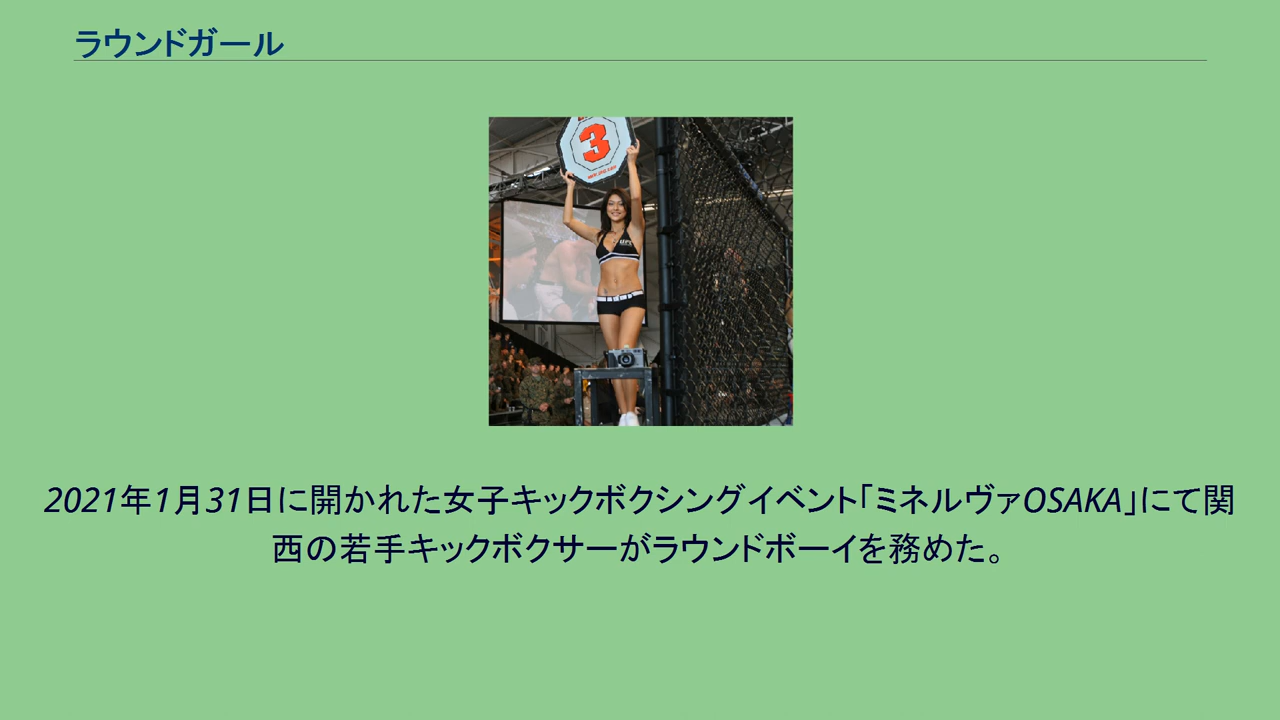 ラウンドガール
3
UFC
2021年1月31日に開かれた女子キックボクシングイベント「ミネルヴァOSAKA」にて関
西の若手キックボクサーがラウンドボーイを務めた。